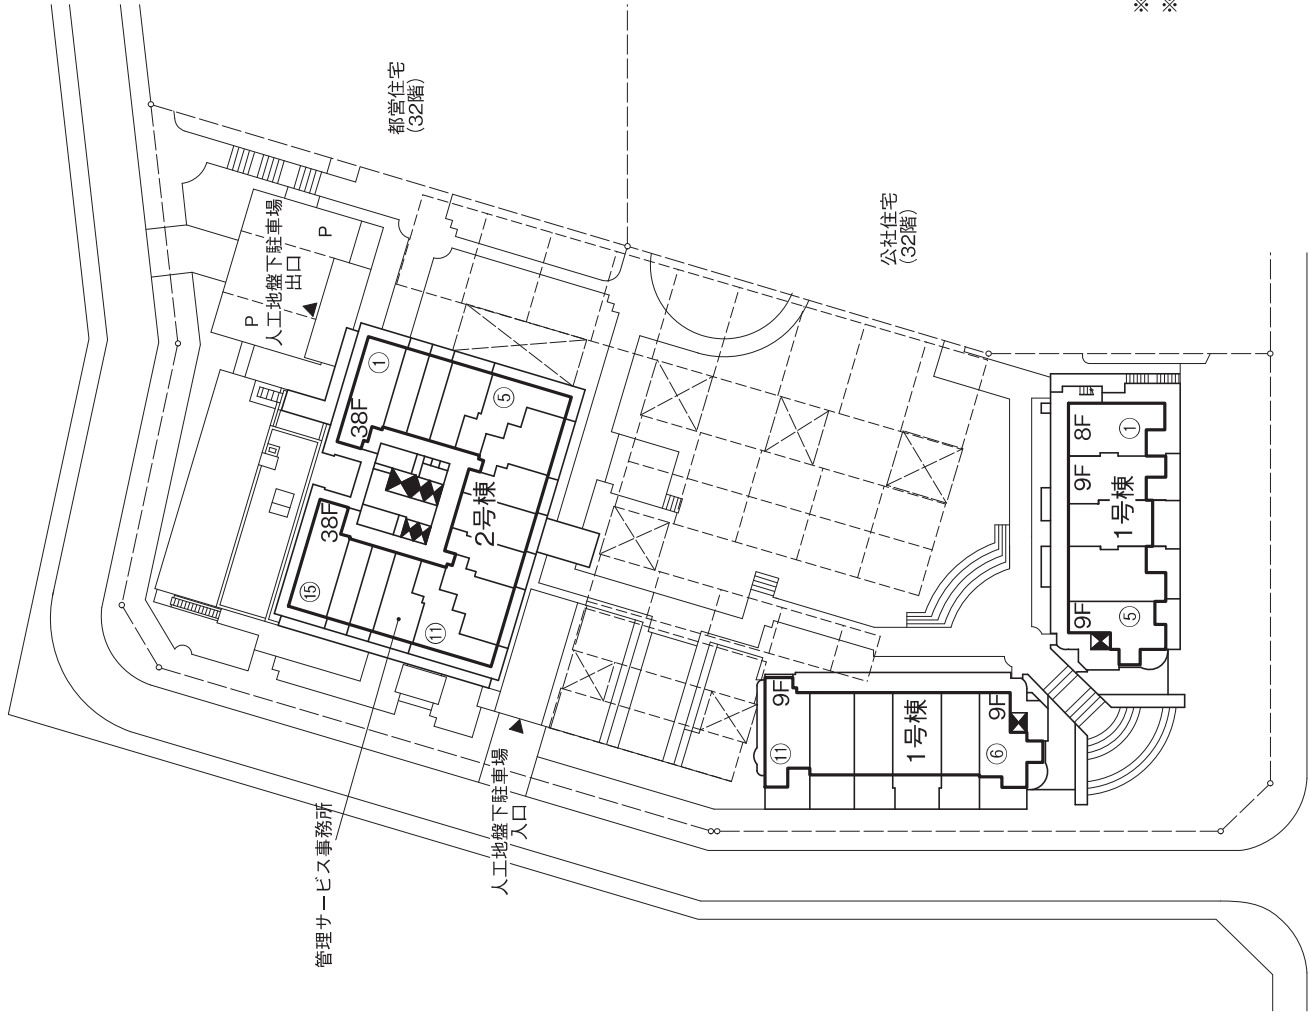 ※
※
都営住宅
(32階)
公社住宅
(32階)
人工地盤下駐車場
出口
P
P
38F
①
⑤
38F
⑮
⑪
2号棟
管理サービス事務所
人工地盤下駐車場
入口
8F
①
9F
1号棟
9F
⑤
9F
⑪
1号棟
9F
⑥